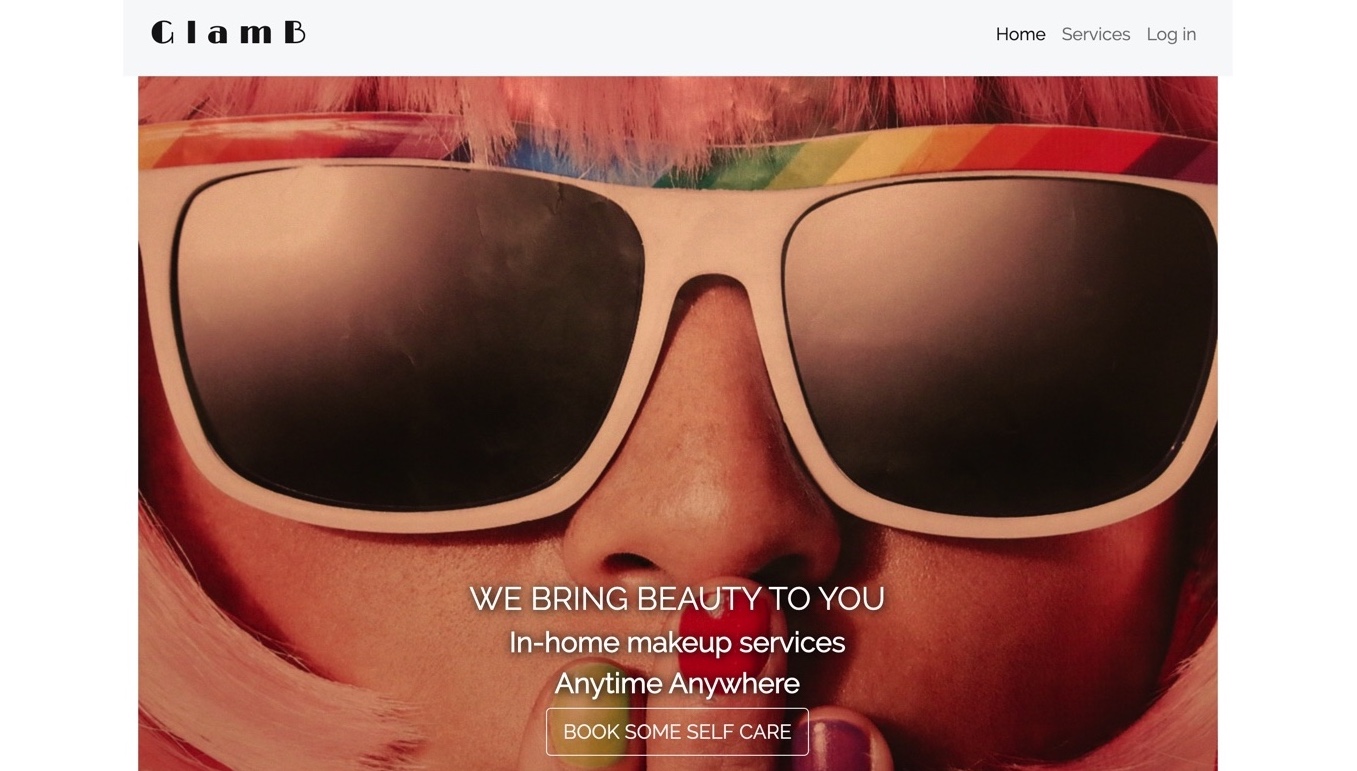 GlamB
Home Services Log in
WE BRING BEAUTY TO YOU
In-home makeup services
Anytime Anywhere
BOOK SOME SELF CARE